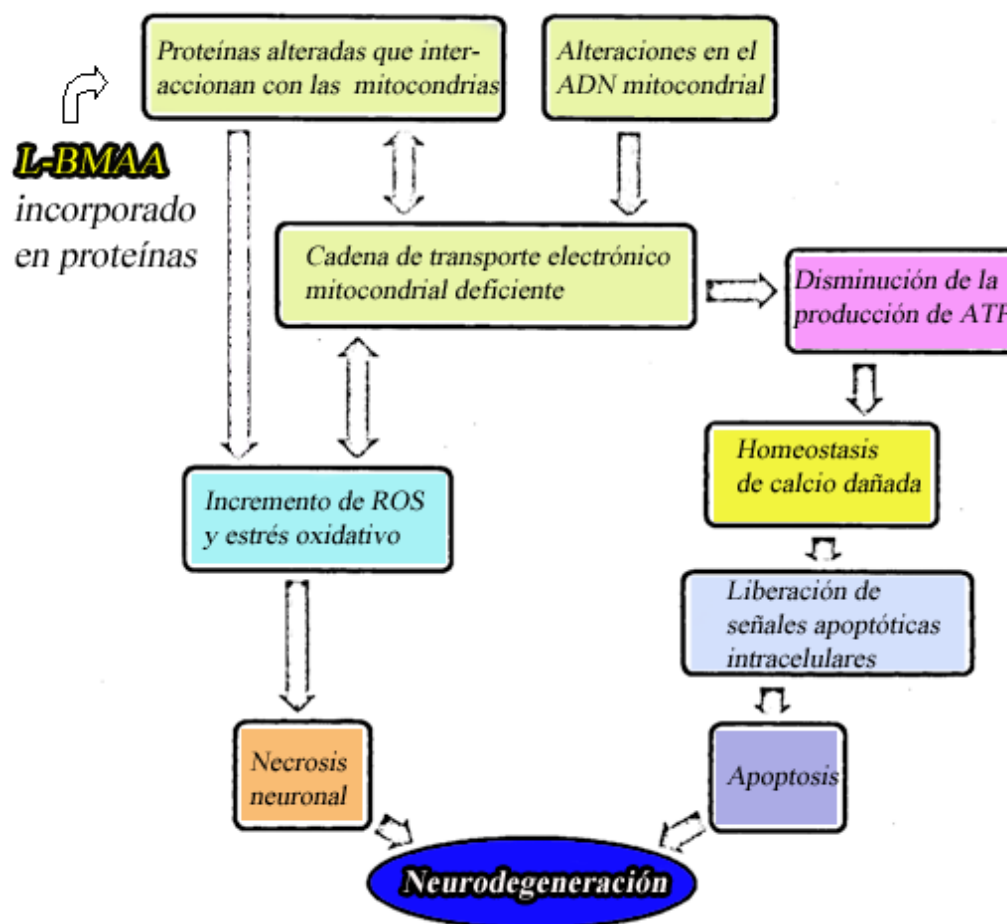 Proteínas alteradas que inter-
accionan con las mitocondrias
Alteraciones en el
ADN mitocondrial
L-BMAA
incorporado
en proteínas
Cadena de transporte electrónico
mitocondrial deficiente
Disminución de la
producción de ATP
Homeostasis
de calcio dañada
Incremento de ROS
y estrés oxidativo
Liberación de
señales apoptóticas
intracelulares
Necrosis
neuronal
Apoptosis
Neurodegeneración